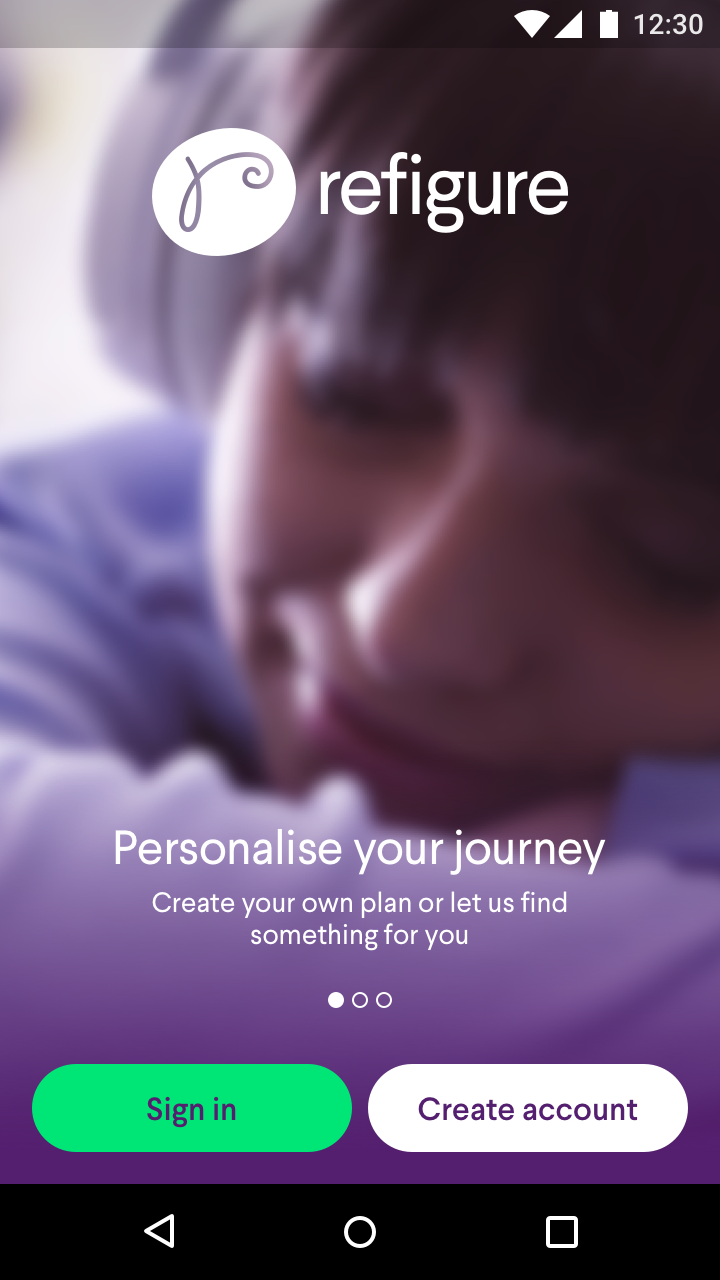 12:30
refigure
Personalise your journey
Create your own plan or let us find
something for you
Sign in
Create account